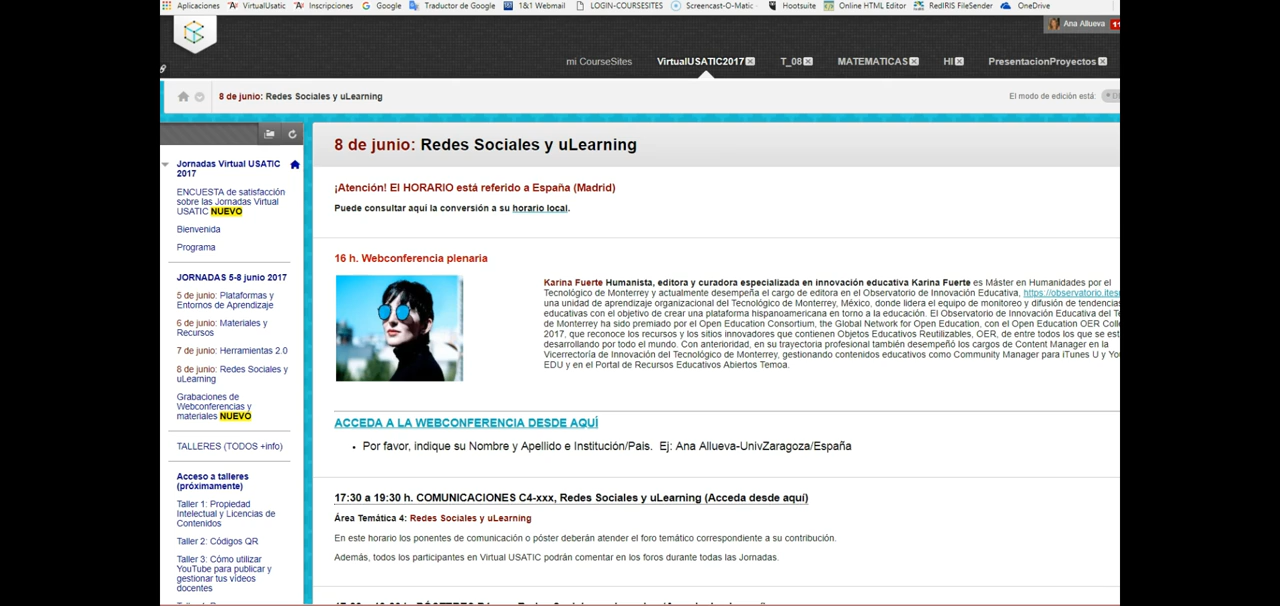 Aplicaciones VirtualUsatic Inscripciones Google Traductor de Google 1&1 Webmail LOGIN-COURSESITES Screencast-O-Matic Hootsuite Online HTML Editor RedIRIS FileSender OneDrive
Ana Allueva 11
mi CourseSites VirtualUSATIC2017 T_08 MATEMATICAS HI PresentacionProyectos
8 de junio: Redes Sociales y uLearning El modo de edición está:
Jornadas Virtual USATIC
2017
ENCUESTA de satisfacción
sobre las Jornadas Virtual
USATIC NUEVO
Bienvenida
Programa
JORNADAS 5-8 junio 2017
5 de junio: Plataformas y
Entornos de Aprendizaje
6 de junio: Materiales y
Recursos
7 de junio: Herramientas 2.0
8 de junio: Redes Sociales y
uLearning
Grabaciones de
Webconferencias y
materiales NUEVO
TALLERES (TODOS +info)
Acceso a talleres
(próximamente)
Taller 1: Propiedad
Intelectual y Licencias de
Contenidos
Taller 2: Códigos QR
Taller 3: Cómo utilizar
YouTube para publicar y
gestionar tus vídeos
docentes
8 de junio: Redes Sociales y uLearning
¡Atención! El HORARIO está referido a España (Madrid)
Puede consultar aquí la conversión a su horario local.
16 h. Webconferencia plenaria
Karina Fuerte Humanista, editora y curadora especializada en innovación educativa Karina Fuerte es Máster en Humanidades por el
Tecnológico de Monterrey y actualmente desempeña el cargo de editora en el Observatorio de Innovación Educativa, https://observatorio.itesm
una unidad de aprendizaje organizacional del Tecnológico de Monterrey, México, donde lidera el equipo de monitoreo y difusión de tendencias
educativas con el objetivo de crear una plataforma hispanoamericana en torno a la educación. El Observatorio de Innovación Educativa del T
de Monterrey ha sido premiado por el Open Education Consortium, the Global Network for Open Education, con el Open Education OER Coll
2017, que reconoce los recursos y los sitios innovadores que contienen Objetos Educativos Reutilizables, OER, de entre todos los que se est
desarrollando por todo el mundo. Con anterioridad, en su trayectoria profesional también desempeñó los cargos de Content Manager en la
Vicerrectoría de Innovación del Tecnológico de Monterrey, gestionando contenidos educativos como Community Manager para iTunes U y You
EDU y en el Portal de Recursos Educativos Abiertos Temoa.
ACCEDA A LA WEBCONFERENCIA DESDE AQUÍ
• Por favor, indique su Nombre y Apellido e Institución/País. Ej: Ana Allueva-UnivZaragoza/España
17:30 a 19:30 h. COMUNICACIONES C4-xxx, Redes Sociales y uLearning (Acceda desde aquí)
Área Temática 4: Redes Sociales y uLearning
En este horario los ponentes de comunicación o póster deberán atender el foro temático correspondiente a su contribución.
Además, todos los participantes en Virtual USATIC podrán comentar en los foros durante todas las Jornadas.